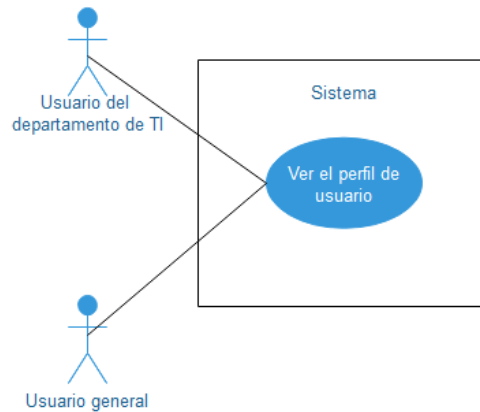 Usuario del
departamento de TI
Sistema
Ver el perfil de
usuario
Usuario general